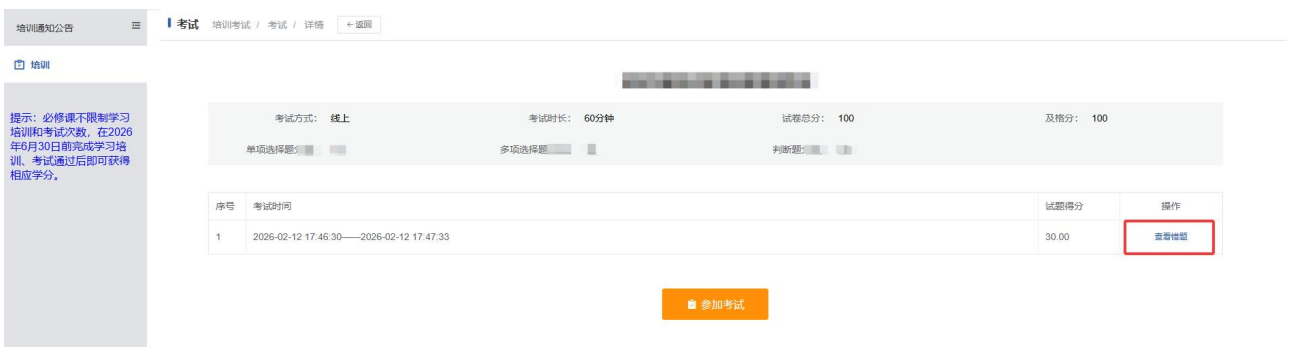 培训通知公告
考试 培训考试 / 考试 / 详情 ←返回
培训
提示：必修课不限制学习
培训和考试次数，在2026
年6月30日前完成学习培
训、考试通过后即可获得
相应学分。
考试方式： 线上 考试时长： 60分钟 试卷总分： 100 及格分： 100
单项选择题 多项选择题 判断题
序号 考试时间 试题得分 操作
1 2026-02-12 17:46:30——2026-02-12 17:47:33 30.00 查看错题
参加考试